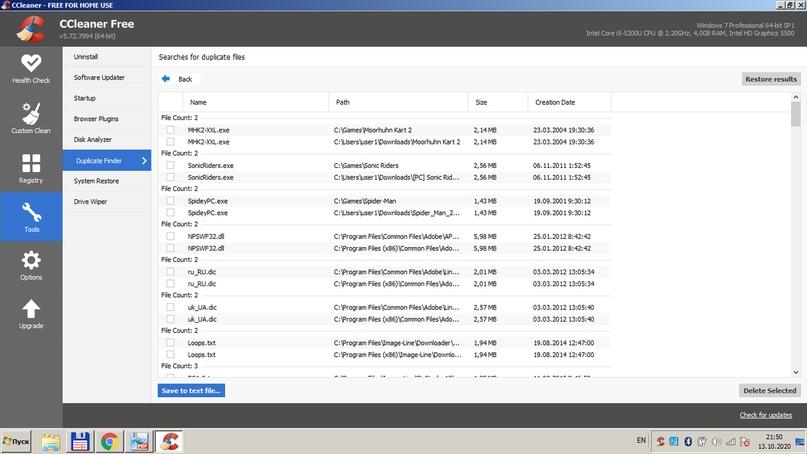 CCleaner - FREE FOR HOME USE
CCleaner Free
v5.72.7994 (64-bit)
Windows 7 Professional 64-bit SP1
Intel Core i5-5200U CPU @ 2.20GHz, 4,0GB RAM, Intel HD Graphics 5500
Health Check
Custom Clean
Registry
Tools
Options
Upgrade
Uninstall
Software Updater
Startup
Browser Plugins
Disk Analyzer
Duplicate Finder
System Restore
Drive Wiper
Searches for duplicate files
Back
Restore results
Name Path Size Creation Date
File Count: 2
MHK2-XXL.exe C:\Games\Moorhuhn Kart 2 2,14 MB 23.03.2004 19:30:36
MHK2-XXL.exe C:\Users\user1\Downloads\Moorhuhn Kart 2 2,14 MB 23.03.2004 19:30:36
File Count: 2
SonicRiders.exe C:\Games\Sonic Riders 2,56 MB 06.11.2011 1:52:45
SonicRiders.exe C:\Users\user1\Downloads\[PC] Sonic Rid... 2,56 MB 06.11.2011 1:52:45
File Count: 2
SpideyPC.exe C:\Games\Spider-Man 1,43 MB 19.09.2001 9:30:12
SpideyPC.exe C:\Users\user1\Downloads\Spider_Man_2... 1,43 MB 19.09.2001 9:30:12
File Count: 2
NPSWF32.dll C:\Program Files\Common Files\Adobe\AP... 5,98 MB 25.01.2012 8:42:42
NPSWF32.dll C:\Program Files (x86)\Common Files\Ado... 5,98 MB 25.01.2012 8:42:42
File Count: 2
ru_RU.dic C:\Program Files\Common Files\Adobe\Lin... 2,01 MB 03.03.2012 13:05:34
ru_RU.dic C:\Program Files (x86)\Common Files\Ado... 2,01 MB 03.03.2012 13:05:34
File Count: 2
uk_UA.dic C:\Program Files\Common Files\Adobe\Lin... 2,57 MB 03.03.2012 13:05:40
uk_UA.dic C:\Program Files (x86)\Common Files\Ado... 2,57 MB 03.03.2012 13:05:40
File Count: 2
Loops.txt C:\Program Files\Image-Line\Downloader\... 1,94 MB 19.08.2014 12:47:00
Loops.txt C:\Program Files (x86)\Image-Line\Downlo... 1,94 MB 19.08.2014 12:47:00
File Count: 3
Save to text file...
Delete Selected
Check for updates
Пуск
EN
21:50
13.10.2020